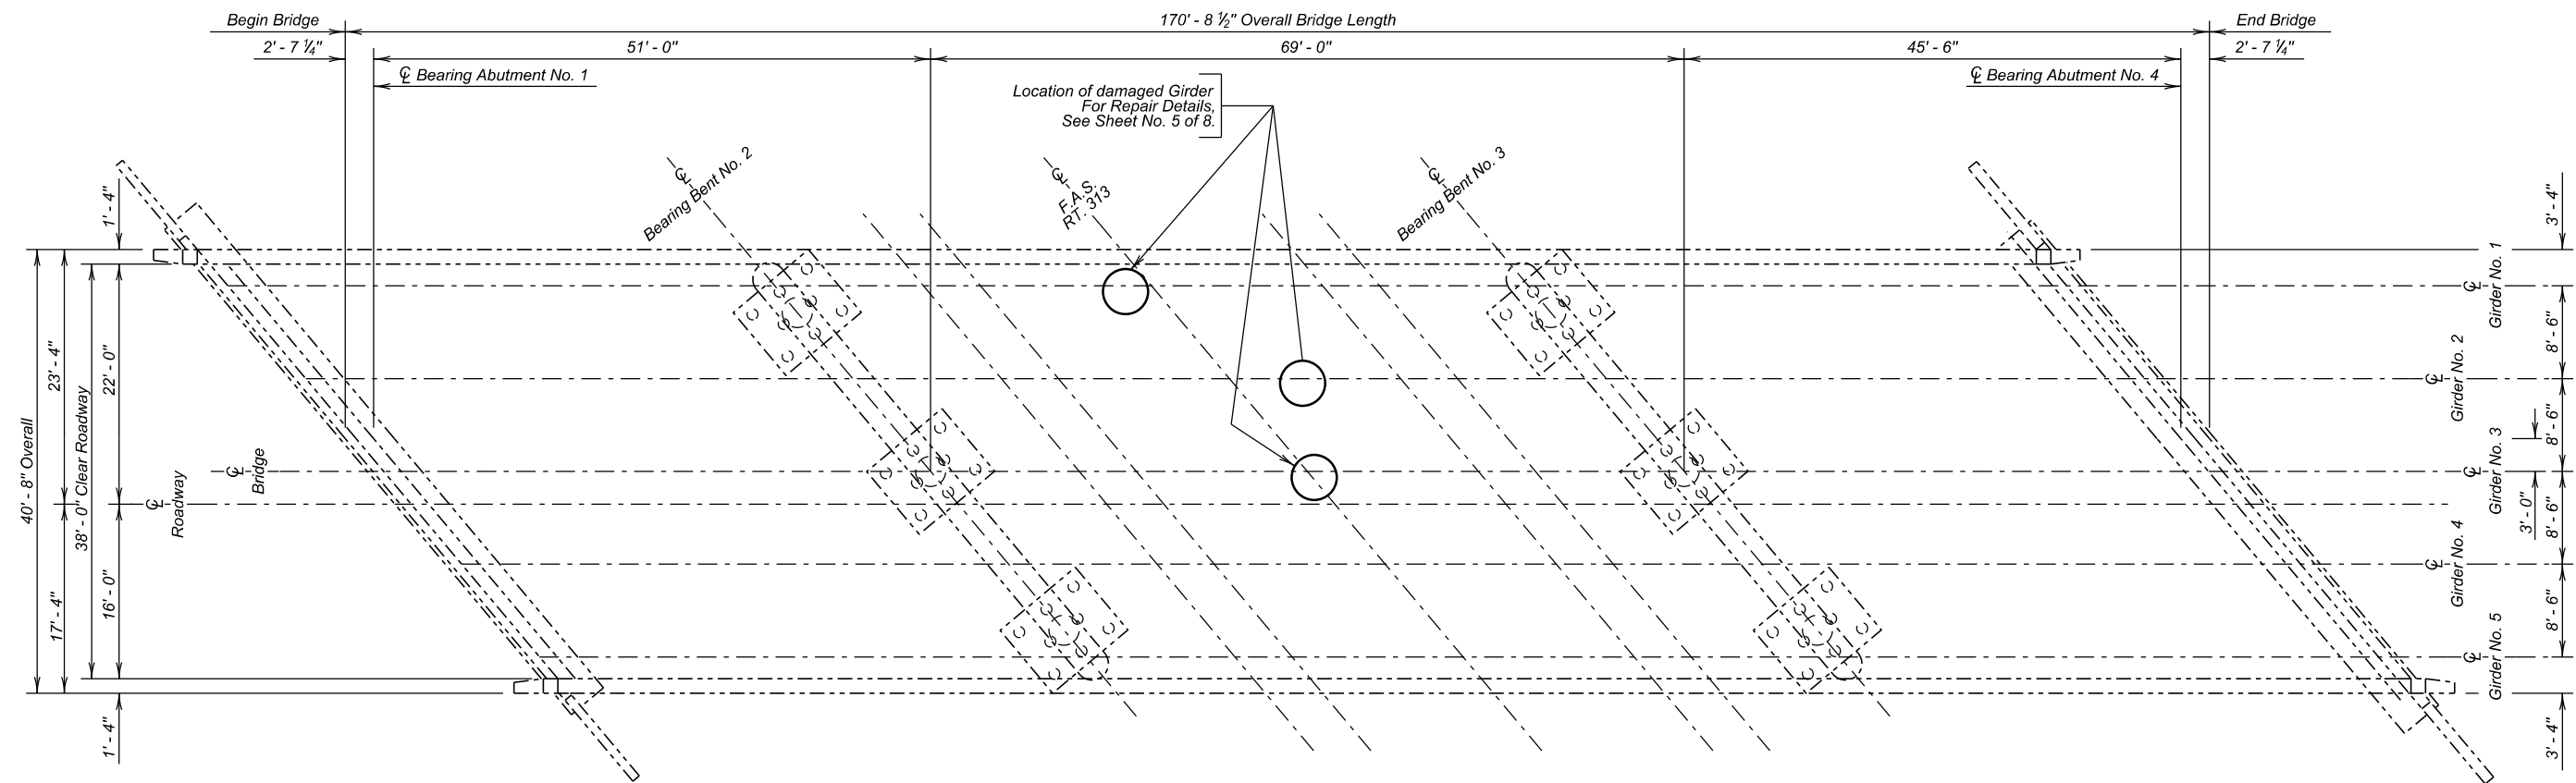 Begin Bridge
170' - 8 ½" Overall Bridge Length
End Bridge
2' - 7 ¼"
51' - 0"
69' - 0"
45' - 6"
2' - 7 ¼"
℄ Bearing Abutment No. 1
℄ Bearing Abutment No. 4
Location of damaged Girder
For Repair Details,
See Sheet No. 5 of 8.
℄
Bearing Bent No. 2
℄
F.A.S.
RT. 313
℄
Bearing Bent No. 3
1' - 4"
3' - 4"
40' - 8" Overall
23' - 4"
38' - 0" Clear Roadway
22' - 0"
17' - 4"
16' - 0"
1' - 4"
℄
Roadway
℄
Bridge
℄
Girder No. 1
8' - 6"
℄
Girder No. 2
8' - 6"
℄
Girder No. 3
3' - 0"
8' - 6"
℄
Girder No. 4
8' - 6"
℄
Girder No. 5
3' - 4"